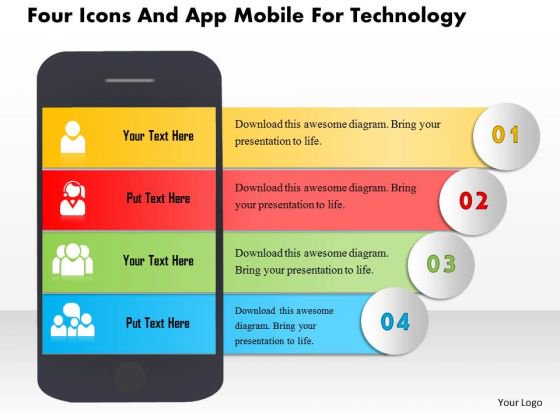 Four Icons And App Mobile For Technology
Your Text Here
Download this awesome diagram. Bring your
presentation to life.
01
Put Text Here
Download this awesome diagram. Bring
your presentation to life.
02
Your Text Here
Download this awesome diagram.
Bring your presentation to life.
03
Put Text Here
Download this awesome
diagram. Bring your
presentation to life.
04
Your Logo